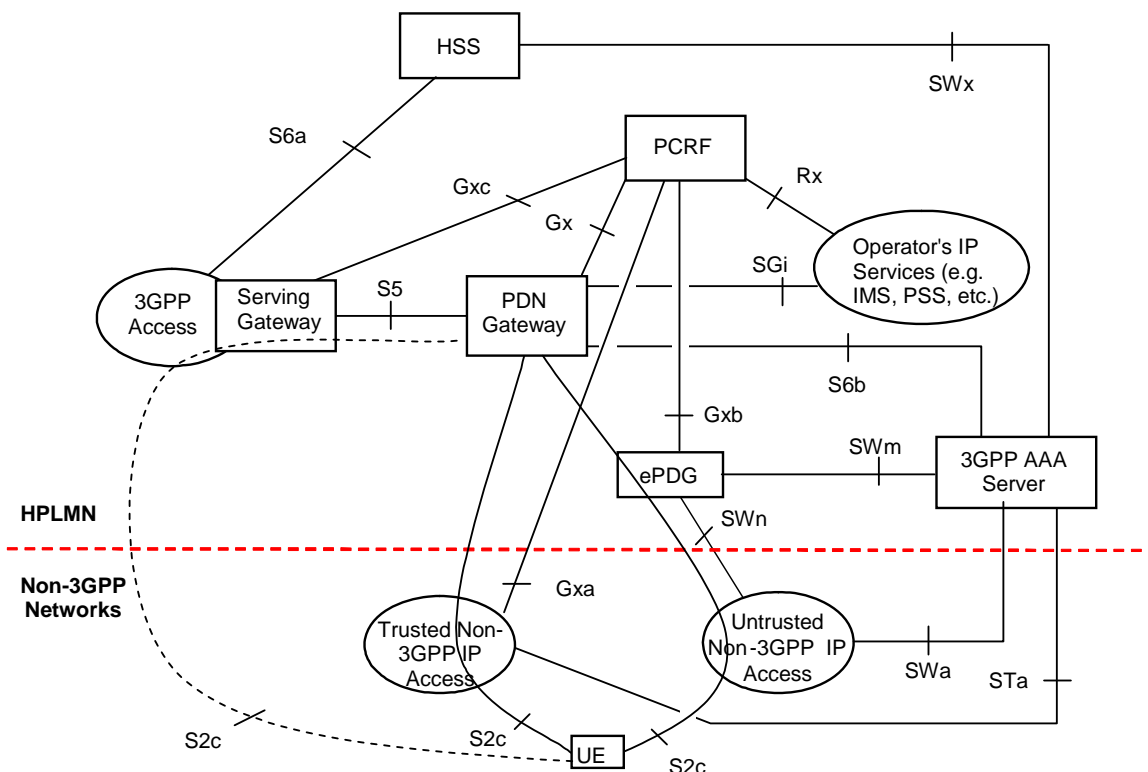 HSS
SWx
S6a
PCRF
Rx
Gxc
Gx
Operator's IP
Services (e.g.
IMS, PSS, etc.)
SGi
3GPP
Access
Serving
Gateway
S5
PDN
Gateway
S6b
Gxb
SWm
3GPP AAA
Server
ePDG
HPLMN
SWn
Non-3GPP
Networks
Gxa
Trusted Non-
3GPP IP
Access
Untrusted
Non-3GPP IP
Access
SWa
STa
S2c
S2c
UE
S2c